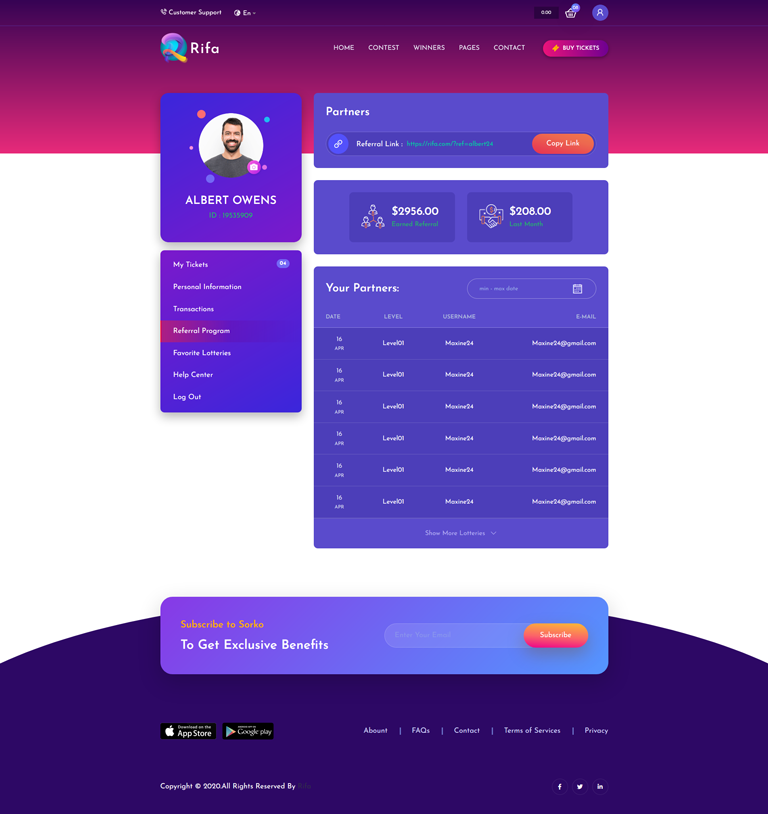 Customer Support
En
0.00
Rifa
HOME
CONTEST
WINNERS
PAGES
CONTACT
BUY TICKETS
ALBERT OWENS
ID : 19535909
My Tickets
04
Personal Information
Transactions
Referral Program
Favorite Lotteries
Help Center
Log Out
Partners
Referral Link :
https://rifa.com/?ref=albert24
Copy Link
$2956.00
Earned Referral
$208.00
Last Month
Your Partners:
min - max date
DATE LEVEL USERNAME E-MAIL
16
APR
Level01 Maxine24 Maxine24@gmail.com
16
APR
Level01 Maxine24 Maxine24@gmail.com
16
APR
Level01 Maxine24 Maxine24@gmail.com
16
APR
Level01 Maxine24 Maxine24@gmail.com
16
APR
Level01 Maxine24 Maxine24@gmail.com
16
APR
Level01 Maxine24 Maxine24@gmail.com
Show More Lotteries
Subscribe to Sorko
To Get Exclusive Benefits
Enter Your Email
Subscribe
Download on the
App Store
Google play
Abount | FAQs | Contact | Terms of Services | Privacy
Copyright © 2020.All Rights Reserved By Rifa